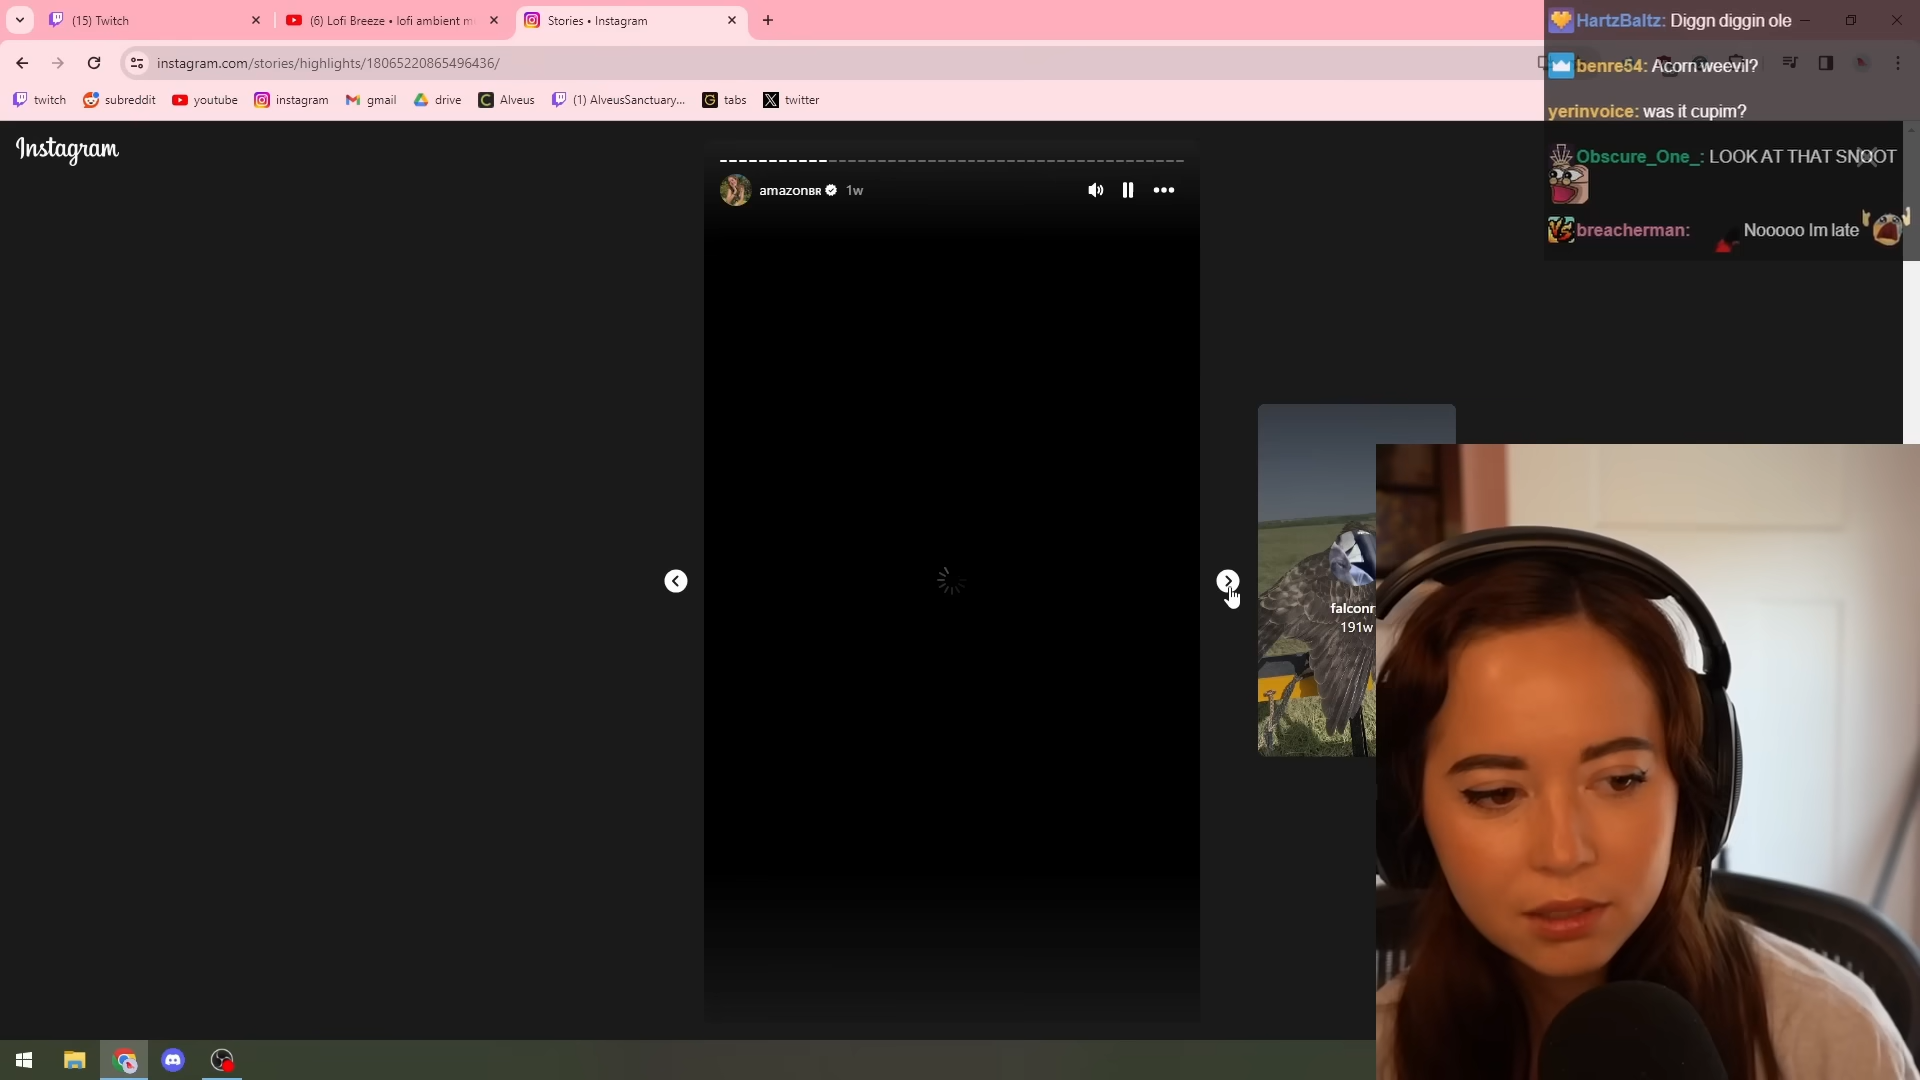 (15) Twitch
(6) Lofi Breeze • lofi ambient m
Stories • Instagram
instagram.com/stories/highlights/18065220865496436/
twitch
subreddit
youtube
instagram
gmail
drive
Alveus
(1) AlveusSanctuary...
tabs
twitter
HartzBaltz: Diggn diggin ole
benre54: Acorn weevil?
yerinvoice: was it cupim?
Obscure_One_: LOOK AT THAT SNOOT
breacherman: Nooooo Im late
Instagram
amazonBR 1w
falconr
191w